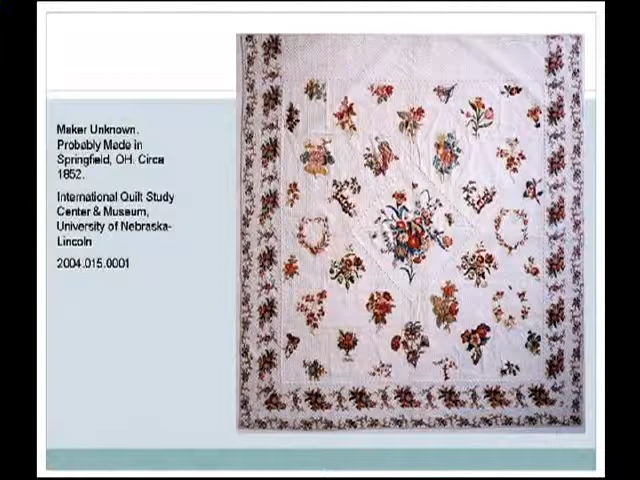 Maker Unknown.
Probably Made in
Springfield, OH. Circa
1852.
International Quilt Study
Center & Museum,
University of Nebraska-
Lincoln
2004.015.0001